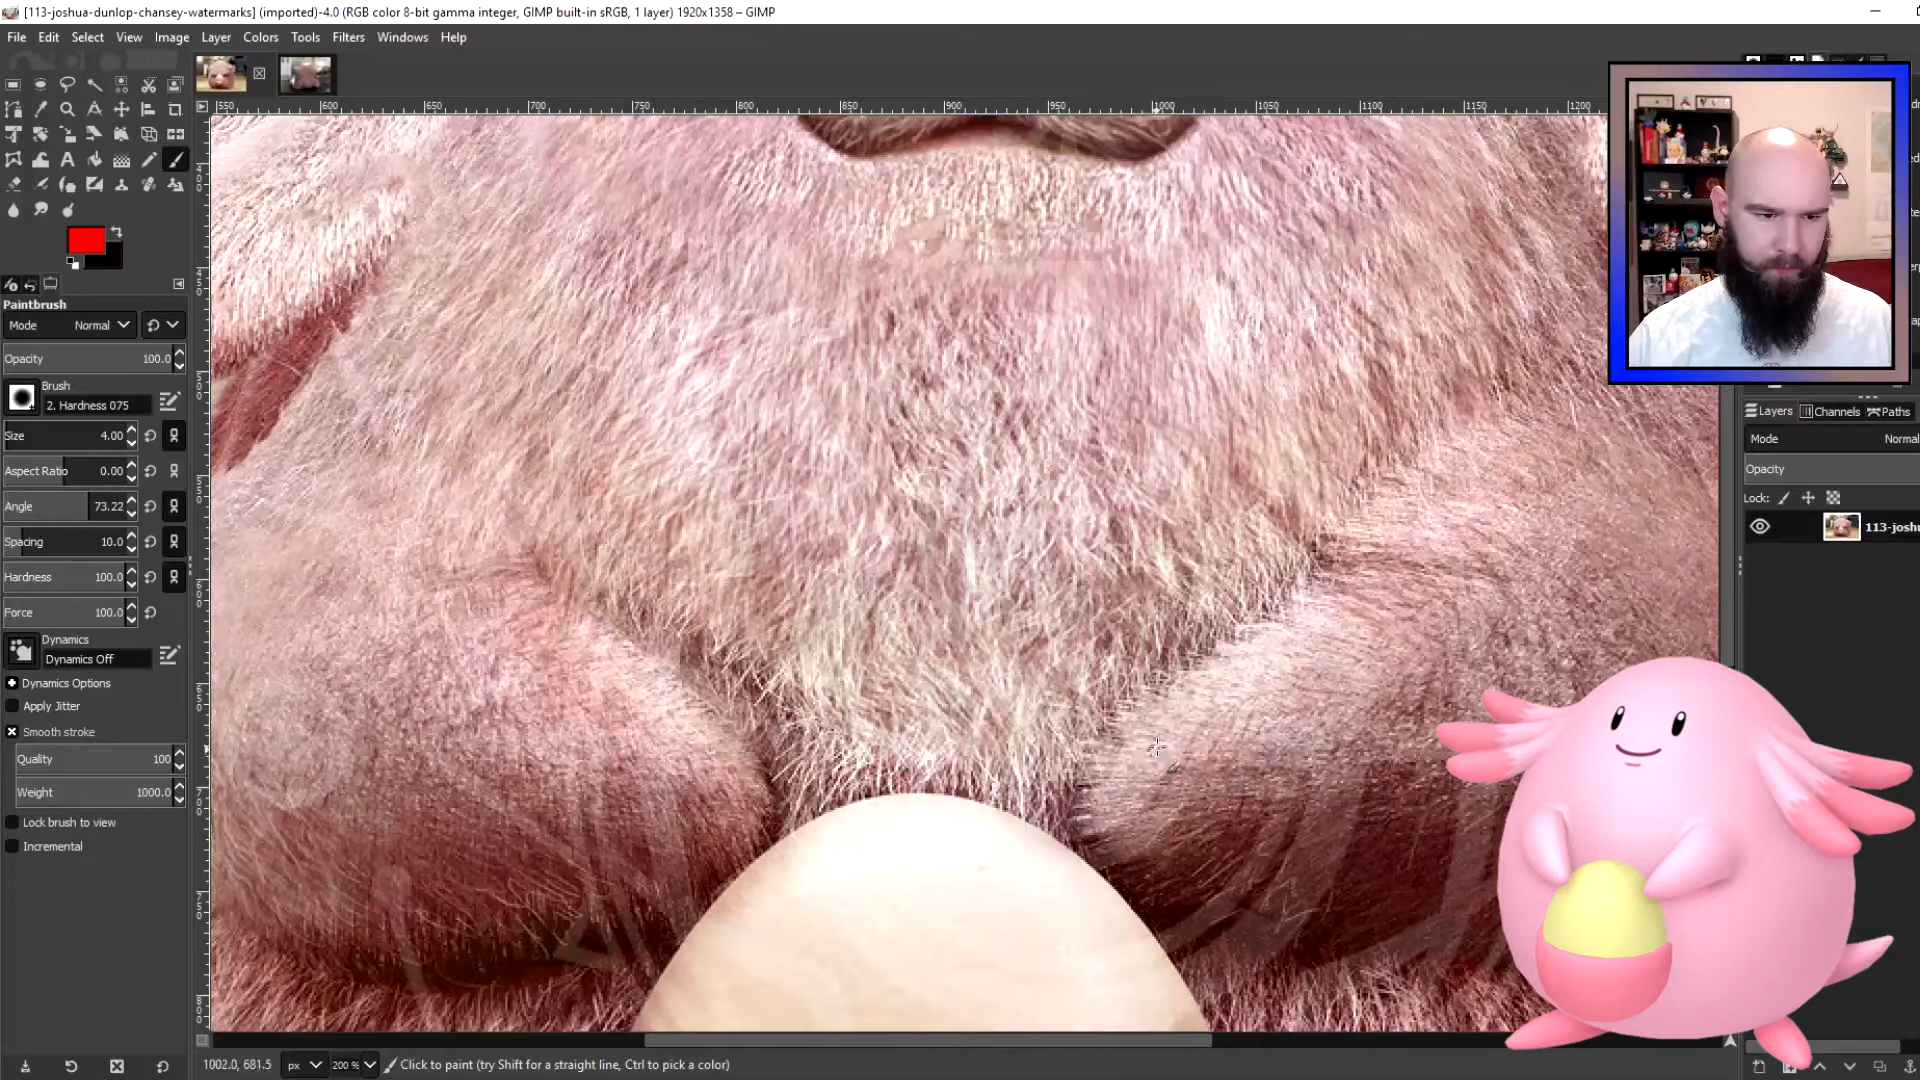 [113-joshua-dunlop-chansey-watermarks] (imported)-4.0 (RGB color 8-bit gamma integer, GIMP built-in sRGB, 1 layer) 1920x1358 – GIMP
File Edit Select View Image Layer Colors Tools Filters Windows Help
550 600 650 700 750 800 850 900 950 1000 1050 1100 1150 1200
Paintbrush
Mode Normal
Opacity 100.0
Brush
2. Hardness 075
Size 4.00
Aspect Ratio 0.00
Angle 73.22
Spacing 10.0
Hardness 100.0
Force 100.0
Dynamics
Dynamics Off
Dynamics Options
Apply Jitter
Smooth stroke
Quality 100
Weight 1000.0
Lock brush to view
Incremental
Layers Channels Paths
Mode Normal
Opacity
Lock:
113-joshu
1002.0, 681.5 px 200 % Click to paint (try Shift for a straight line, Ctrl to pick a color)